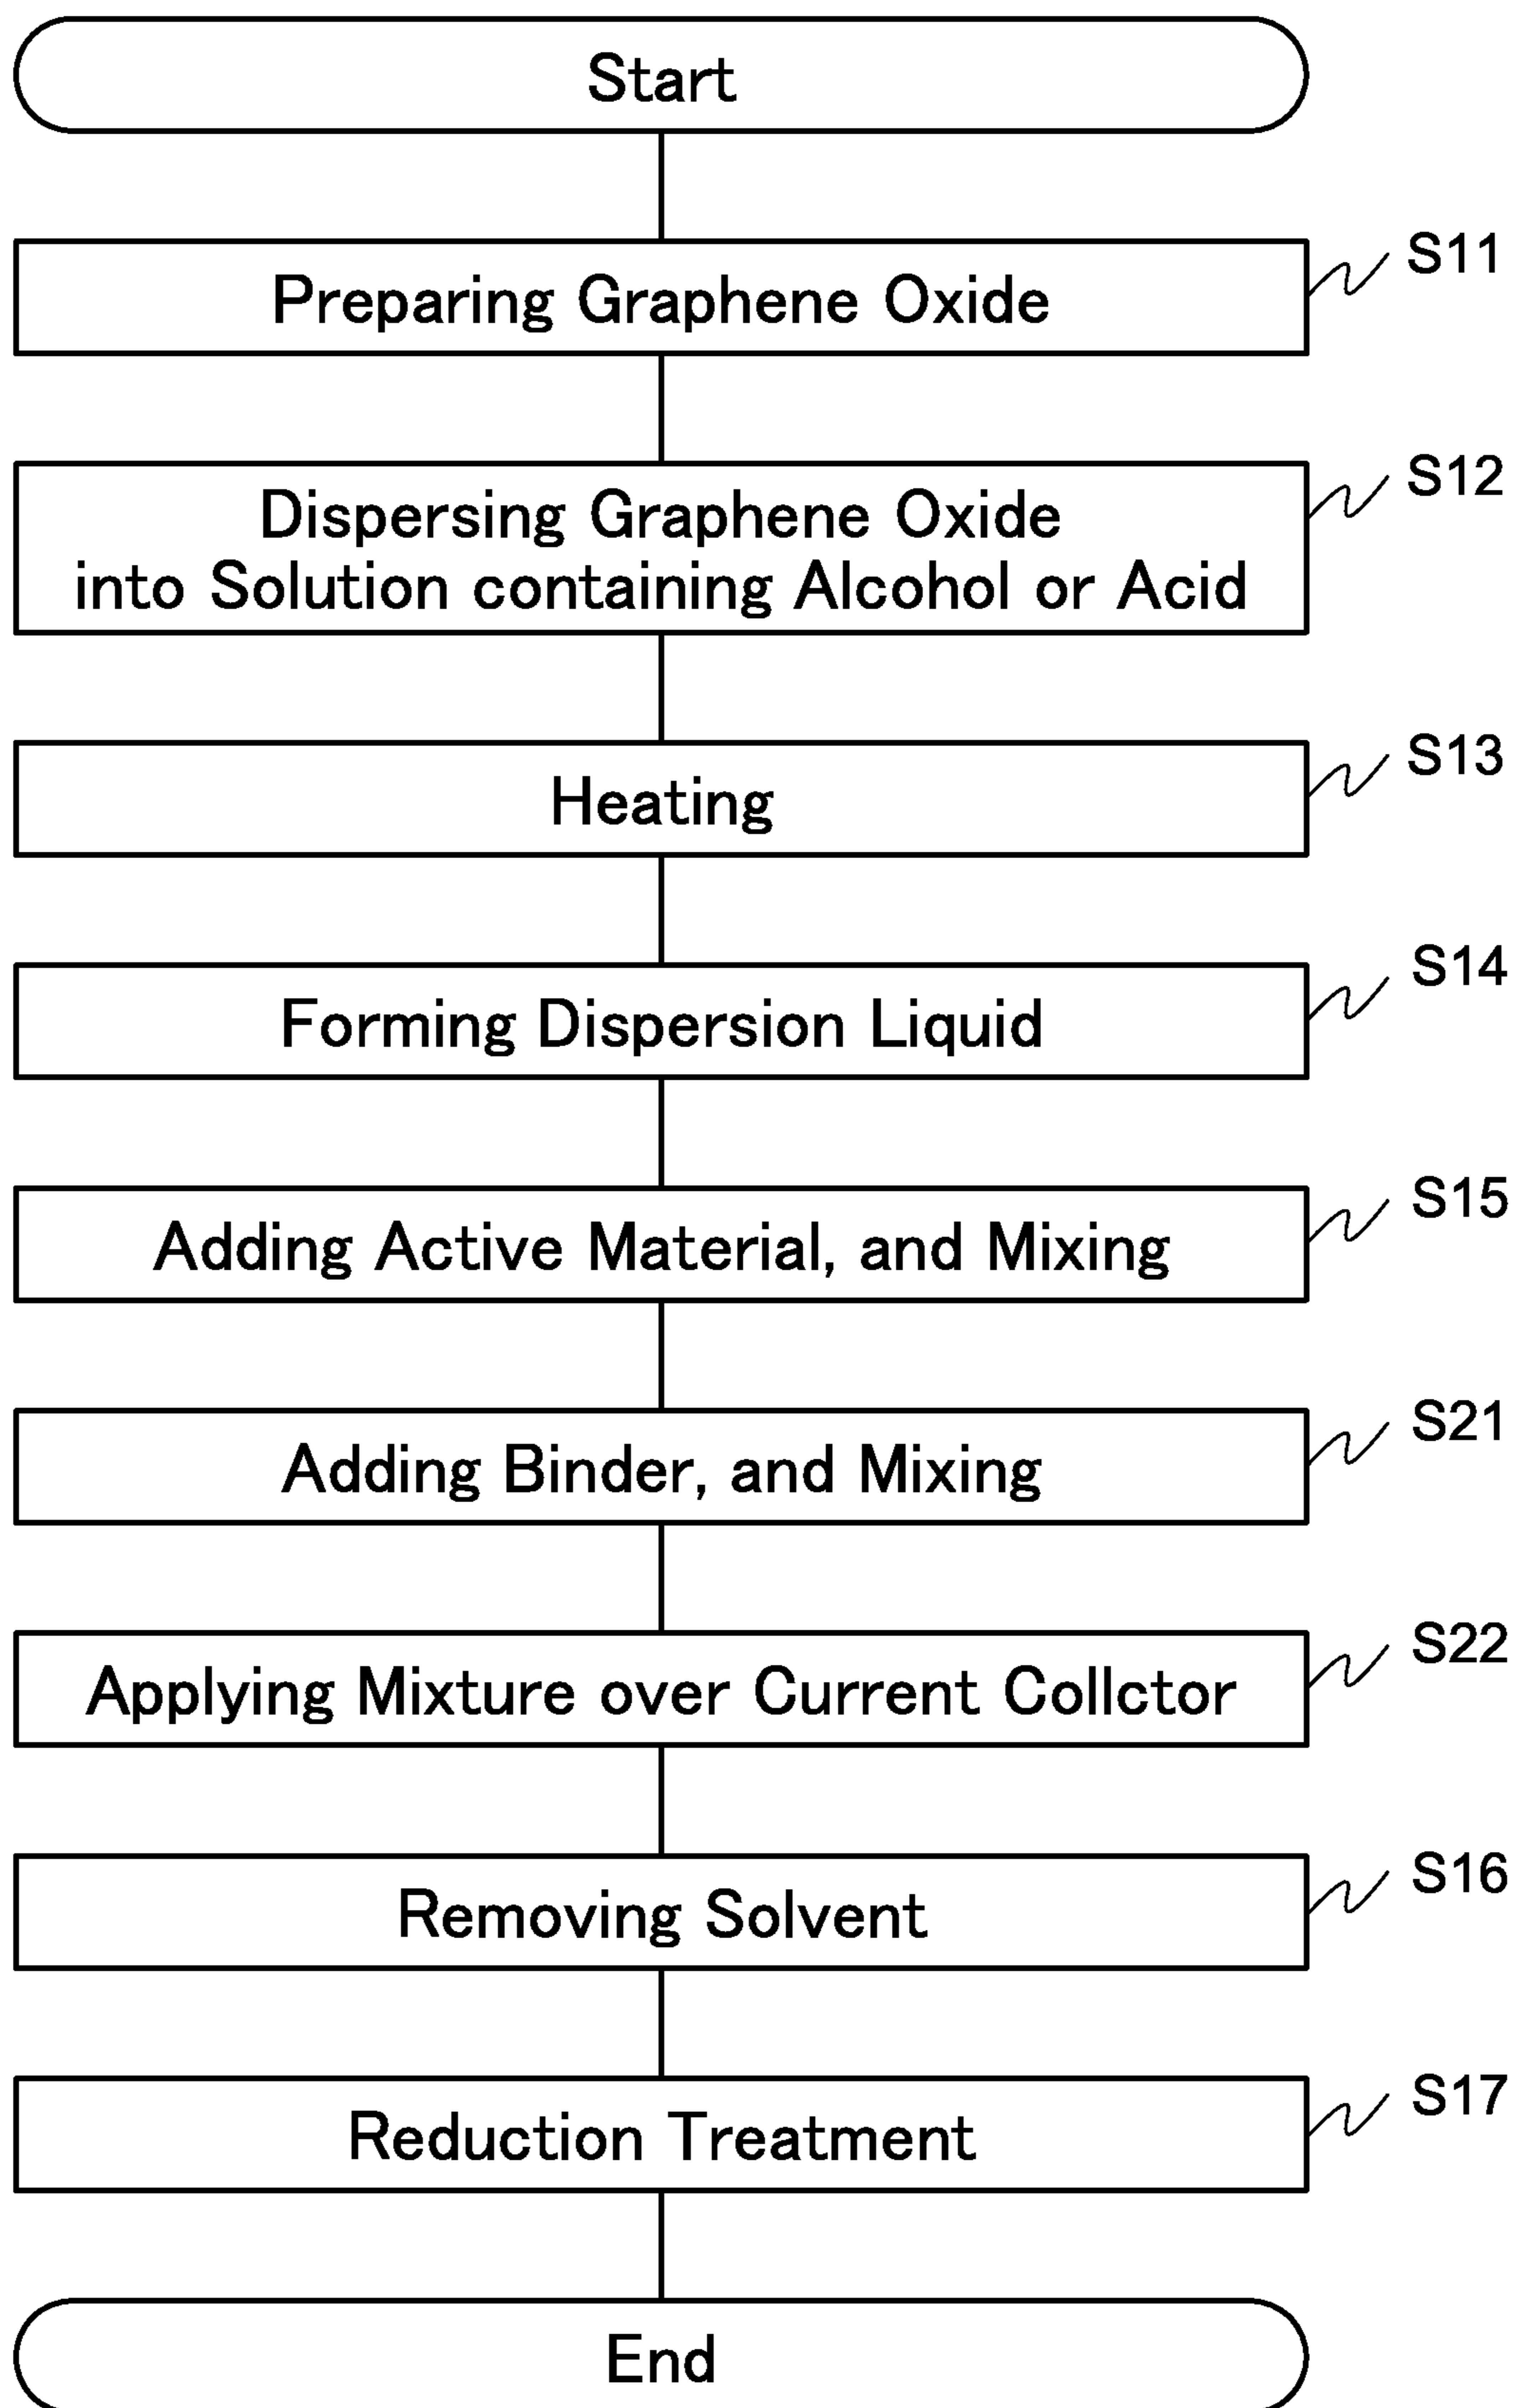 Start
S11
Preparing Graphene Oxide
S12
Dispersing Graphene Oxide
into Solution containing Alcohol or Acid
S13
Heating
S14
Forming Dispersion Liquid
S15
Adding Active Material, and Mixing
S21
Adding Binder, and Mixing
S22
Applying Mixture over Current Collctor
S16
Removing Solvent
S17
Reduction Treatment
End